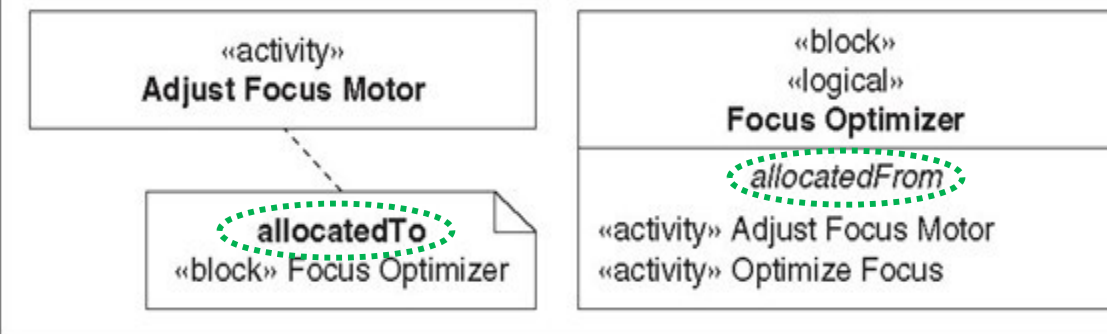 «activity»
Adjust Focus Motor
allocatedTo
«block» Focus Optimizer
«block»
«logical»
Focus Optimizer
allocatedFrom
«activity» Adjust Focus Motor
«activity» Optimize Focus